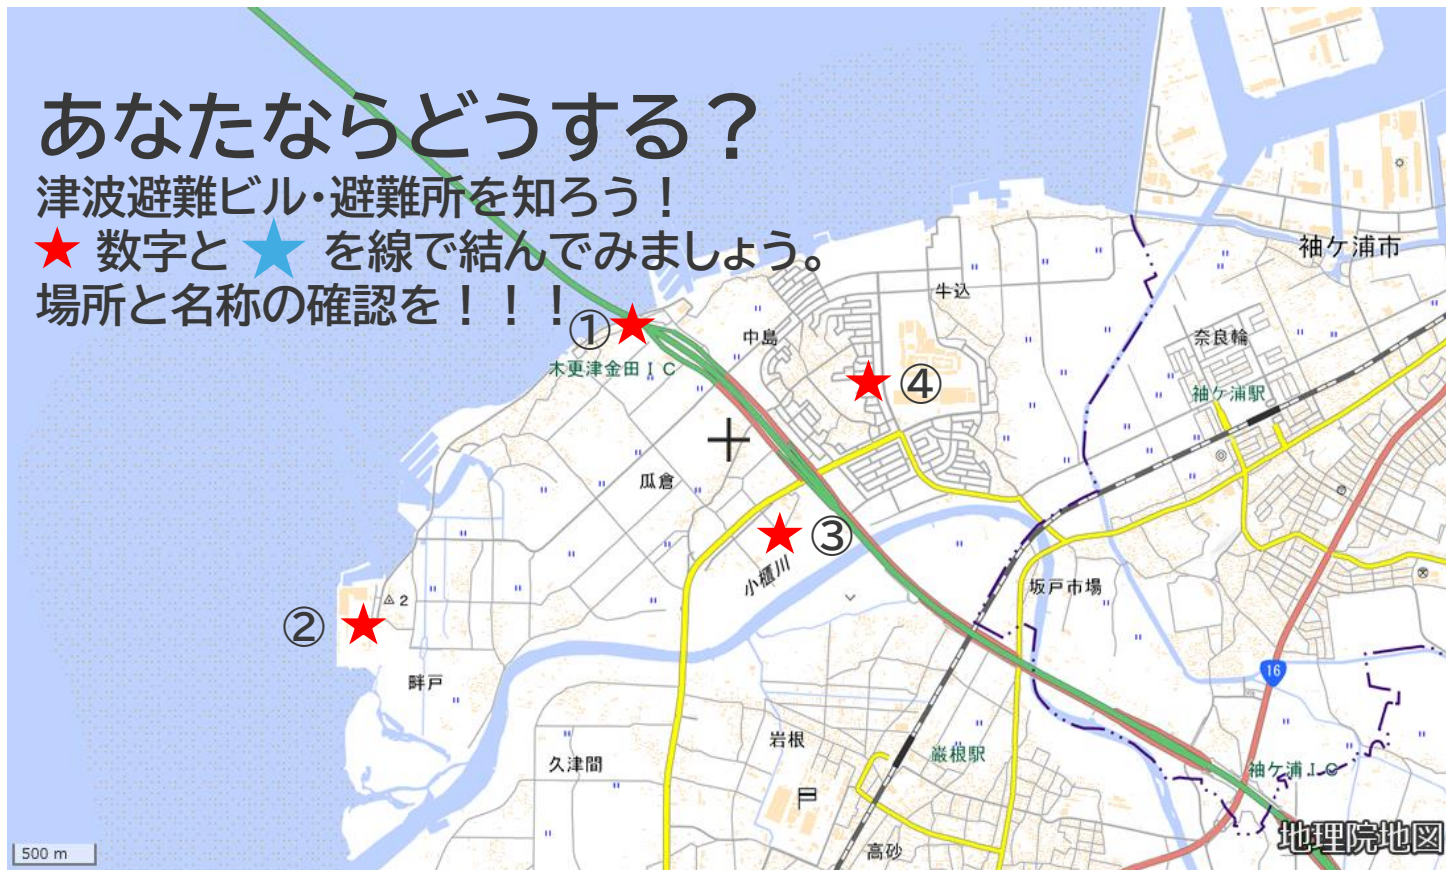 あなたならどうする？
津波避難ビル・避難所を知ろう！
★ 数字と ★ を線で結んでみましょう。
場所と名称の確認を！！！
①
木更津金田ＩＣ
中島
牛込
④
袖ケ浦市
奈良輪
袖ケ浦駅
瓜倉
③
小櫃川
②
2
畔戸
坂戸市場
16
久津間
岩根
巌根駅
袖ケ浦ＩＣ
高砂
500 m
地理院地図